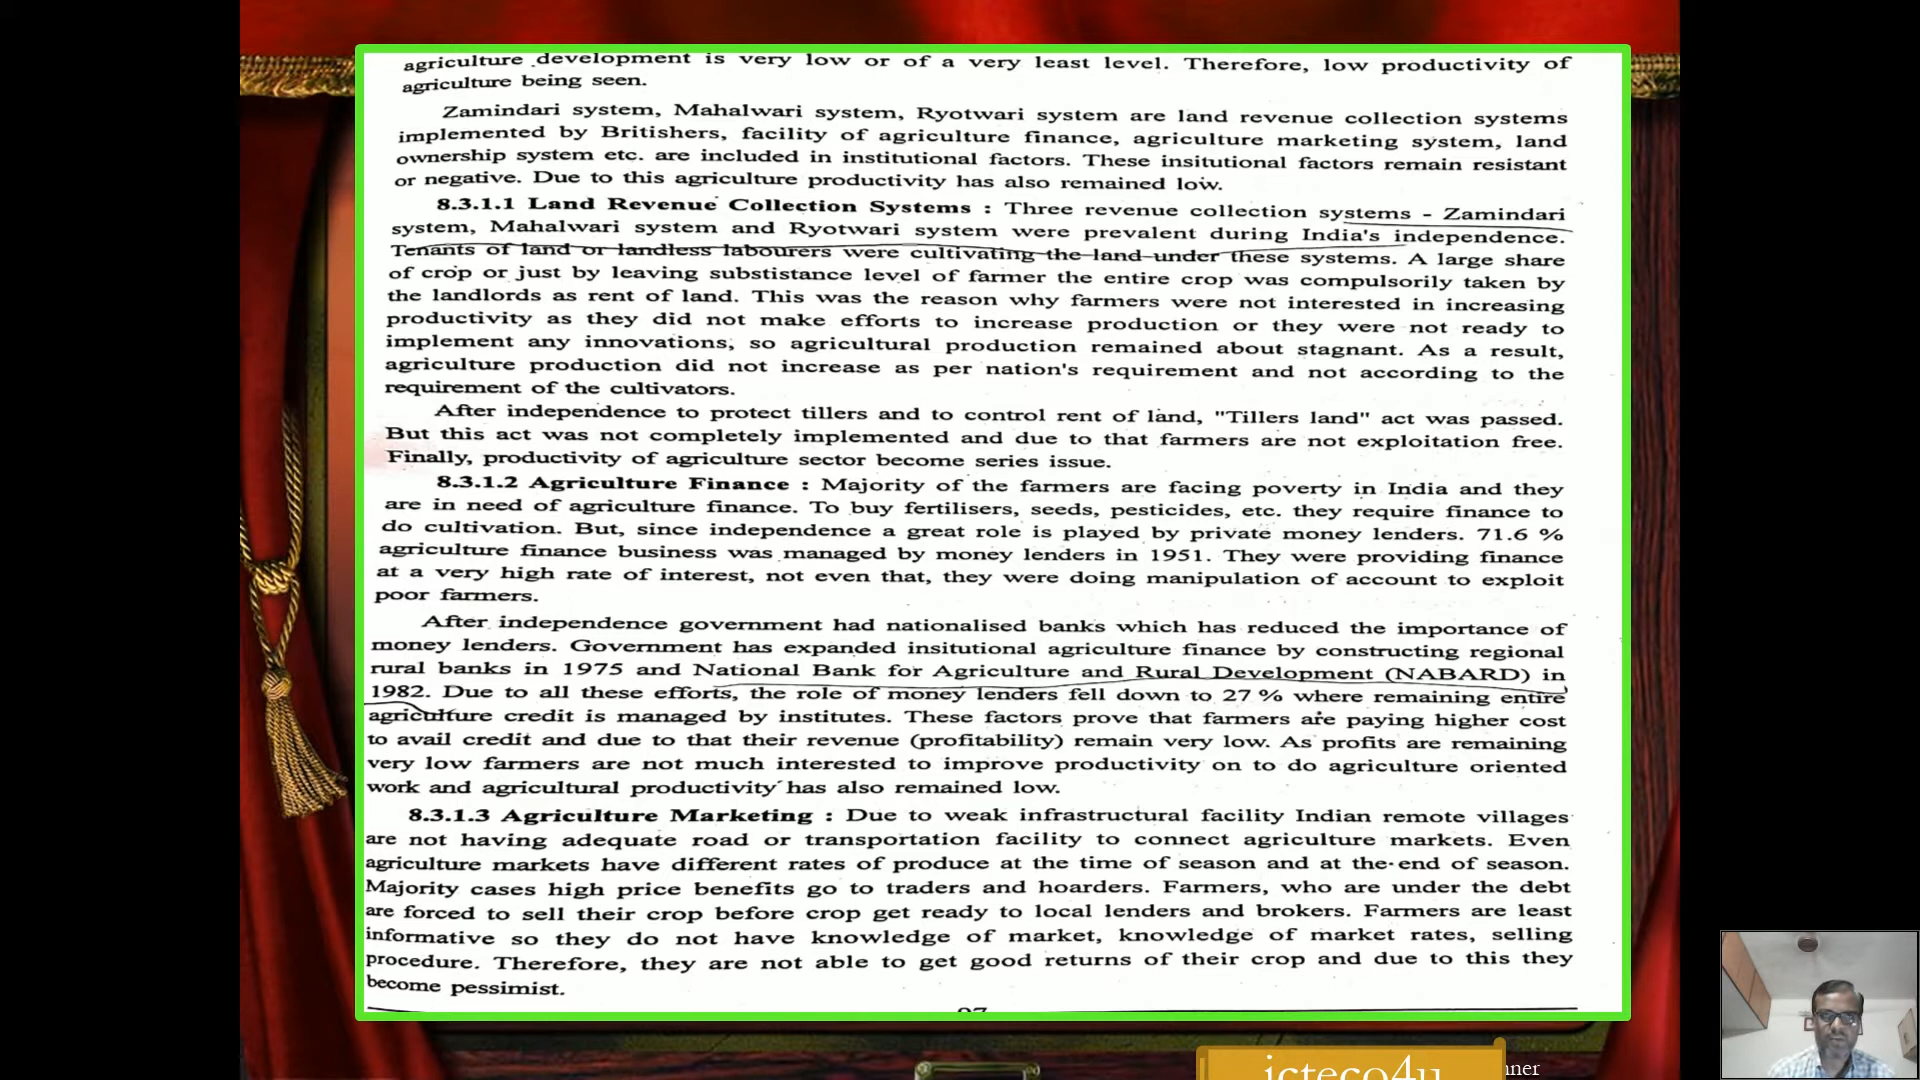 agriculture development is very low or of a very least level. Therefore, low productivity of
agriculture being seen.
Zamindari system, Mahalwari system, Ryotwari system are land revenue collection systems
implemented by Britishers, facility of agriculture finance, agriculture marketing system, land
ownership system etc. are included in institutional factors. These insitutional factors remain resistant
or negative. Due to this agriculture productivity has also remained low.
8.3.1.1 Land Revenue Collection Systems : Three revenue collection systems - Zamindari
system, Mahalwari system and Ryotwari system were prevalent during India's independence.
Tenants of land or landless labourers were cultivating the land under these systems. A large share
of crop or just by leaving substistance level of farmer the entire crop was compulsorily taken by
the landlords as rent of land. This was the reason why farmers were not interested in increasing
productivity as they did not make efforts to increase production or they were not ready to
implement any innovations, so agricultural production remained about stagnant. As a result,
agriculture production did not increase as per nation's requirement and not according to the
requirement of the cultivators.
After independence to protect tillers and to control rent of land, "Tillers land" act was passed.
But this act was not completely implemented and due to that farmers are not exploitation free.
Finally, productivity of agriculture sector become series issue.
8.3.1.2 Agriculture Finance : Majority of the farmers are facing poverty in India and they
are in need of agriculture finance. To buy fertilisers, seeds, pesticides, etc. they require finance to
do cultivation. But, since independence a great role is played by private money lenders. 71.6 %
agriculture finance business was managed by money lenders in 1951. They were providing finance
at a very high rate of interest, not even that, they were doing manipulation of account to exploit
poor farmers.
After independence government had nationalised banks which has reduced the importance of
money lenders. Government has expanded insitutional agriculture finance by constructing regional
rural banks in 1975 and National Bank for Agriculture and Rural Development (NABARD) in
1982. Due to all these efforts, the role of money lenders fell down to 27 % where remaining entire
agriculture credit is managed by institutes. These factors prove that farmers are paying higher cost
to avail credit and due to that their revenue (profitability) remain very low. As profits are remaining
very low farmers are not much interested to improve productivity on to do agriculture oriented
work and agricultural productivity has also remained low.
8.3.1.3 Agriculture Marketing : Due to weak infrastructural facility Indian remote villages
are not having adequate road or transportation facility to connect agriculture markets. Even
agriculture markets have different rates of produce at the time of season and at the end of season.
Majority cases high price benefits go to traders and hoarders. Farmers, who are under the debt
are forced to sell their crop before crop get ready to local lenders and brokers. Farmers are least
informative so they do not have knowledge of market, knowledge of market rates, selling
procedure. Therefore, they are not able to get good returns of their crop and due to this they
become pessimist.
icteco4u